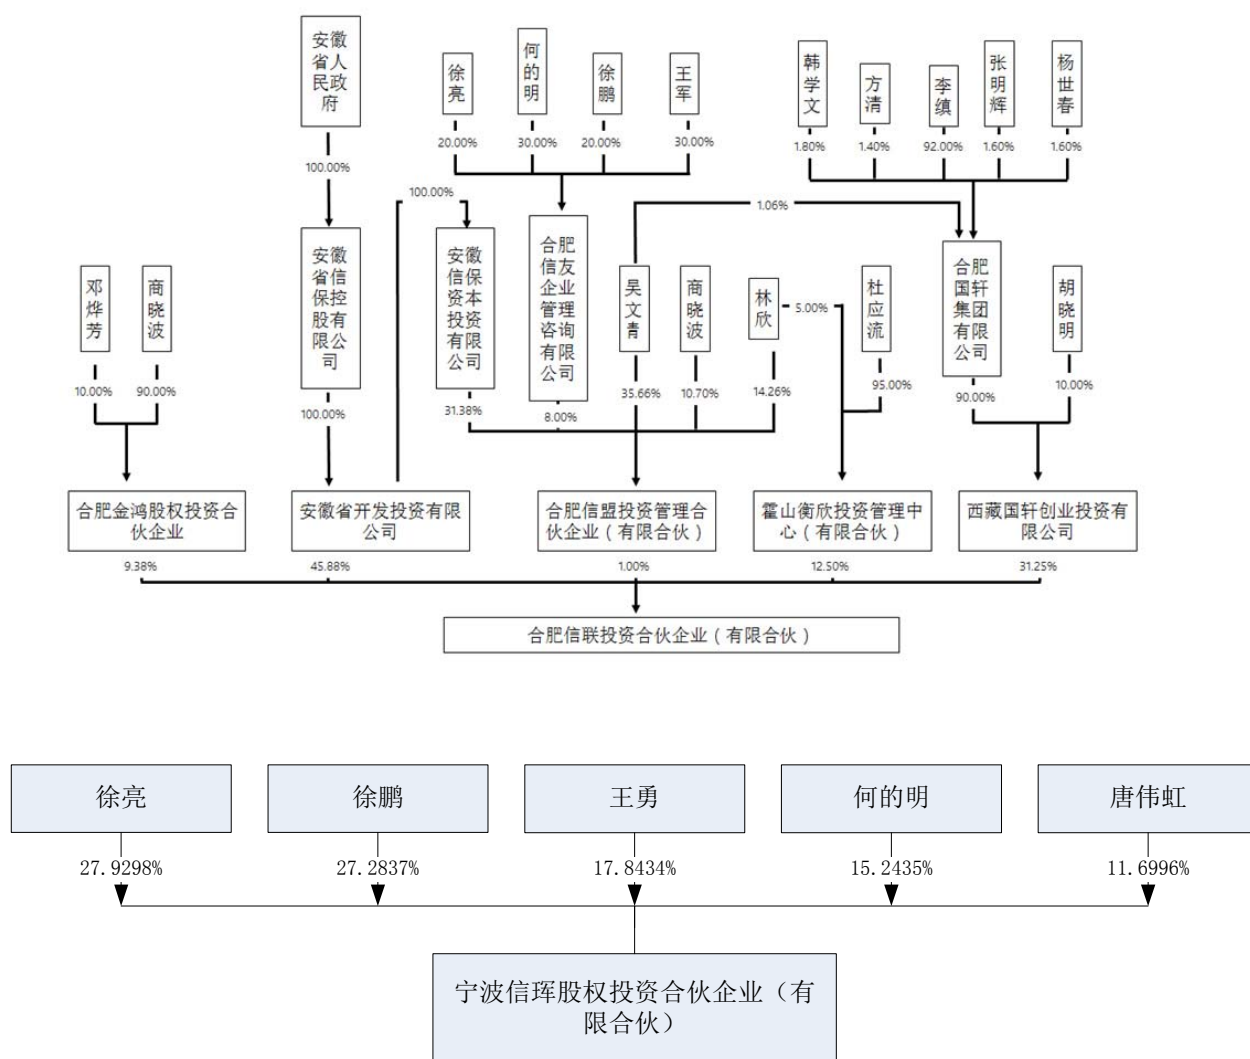 安徽
省人
民政
府
徐亮
何的明
徐鹏
王军
韩学文
方清
李缜
张明辉
杨世春
20.00%
30.00%
20.00%
30.00%
1.80%
1.40%
92.00%
1.60%
1.60%
100.00%
100.00%
1.06%
邓烨芳
商晓波
安徽
省信
保控
股有
限公
司
安徽
信保
资本
投资
有限
公司
合肥
信友
企业
管理
咨询
有限
公司
吴文青
商晓波
林欣
5.00%
杜应流
合肥
国轩
集团
有限
公司
胡晓明
10.00%
90.00%
100.00%
31.38%
8.00%
35.66%
10.70%
14.26%
95.00%
90.00%
10.00%
合肥金鸿股权投资合
伙企业
安徽省开发投资有限
公司
合肥信盟投资管理合
伙企业（有限合伙）
霍山衡欣投资管理中
心（有限合伙）
西藏国轩创业投资有
限公司
9.38%
45.88%
1.00%
12.50%
31.25%
合肥信联投资合伙企业（有限合伙）
徐亮
徐鹏
王勇
何的明
唐伟虹
27.9298%
27.2837%
17.8434%
15.2435%
11.6996%
宁波信珲股权投资合伙企业（有
限合伙）